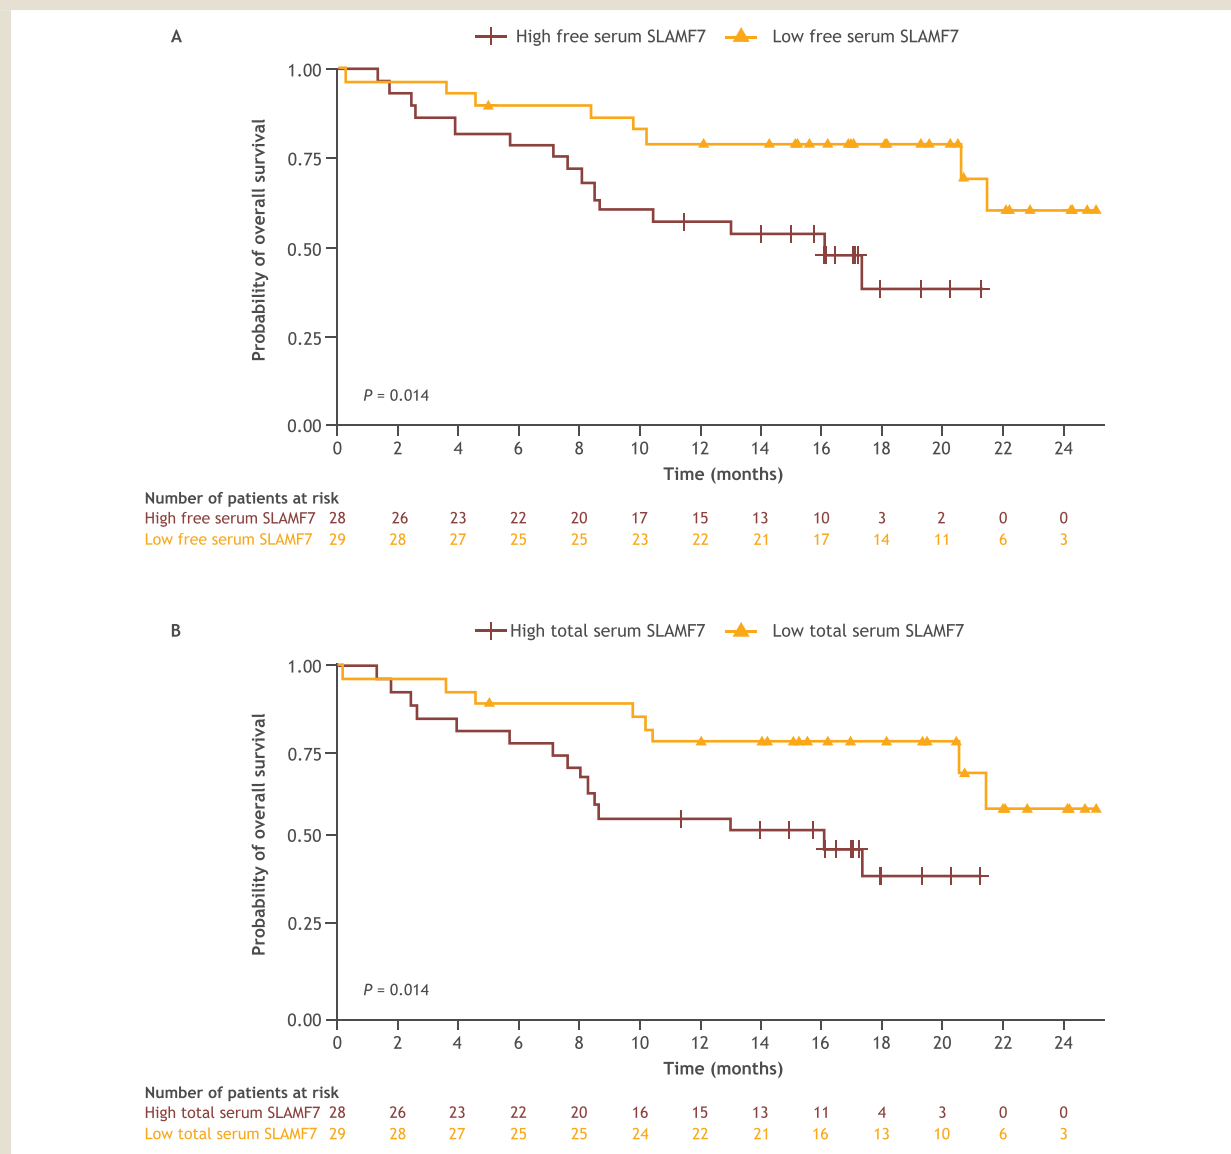 A
High free serum SLAMF7 Low free serum SLAMF7
1.00
0.75
0.50
0.25
0.00
Probability of overall survival
P = 0.014
0 2 4 6 8 10 12 14 16 18 20 22 24
Time (months)
Number of patients at risk
High free serum SLAMF7 28 26 23 22 20 17 15 13 10 3 2 0 0
Low free serum SLAMF7 29 28 27 25 25 23 22 21 17 14 11 6 3
B
High total serum SLAMF7 Low total serum SLAMF7
1.00
0.75
0.50
0.25
0.00
Probability of overall survival
P = 0.014
0 2 4 6 8 10 12 14 16 18 20 22 24
Time (months)
Number of patients at risk
High total serum SLAMF7 28 26 23 22 20 16 15 13 11 4 3 0 0
Low total serum SLAMF7 29 28 27 25 25 24 22 21 16 13 10 6 3